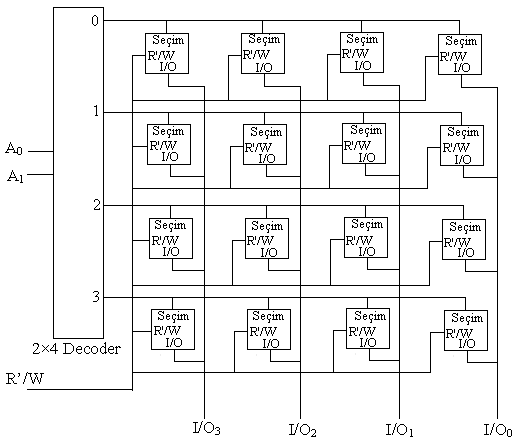 0
Seçim Seçim Seçim Seçim
R'/W R'/W R'/W R'/W
I/O I/O I/O I/O
1
Seçim Seçim Seçim Seçim
R'/W R'/W R'/W R'/W
I/O I/O I/O I/O
A0
A1
2
Seçim Seçim Seçim Seçim
R'/W R'/W R'/W R'/W
I/O I/O I/O I/O
3
Seçim Seçim Seçim Seçim
R'/W R'/W R'/W R'/W
I/O I/O I/O I/O
2×4 Decoder
R'/W
I/O3 I/O2 I/O1 I/O0